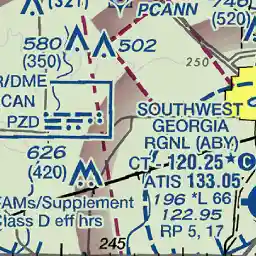 (321)
PCANN
746
(520)
580
(350)
502
250
R/DME
CAN
PZD
SOUTHWEST
GEORGIA
RGNL (ABY)
CT - 120.25 * C
ATIS 133.05
196 *L 66
122.95
RP 5, 17
626
(420)
FAMs/Supplement
Class D eff hrs
245